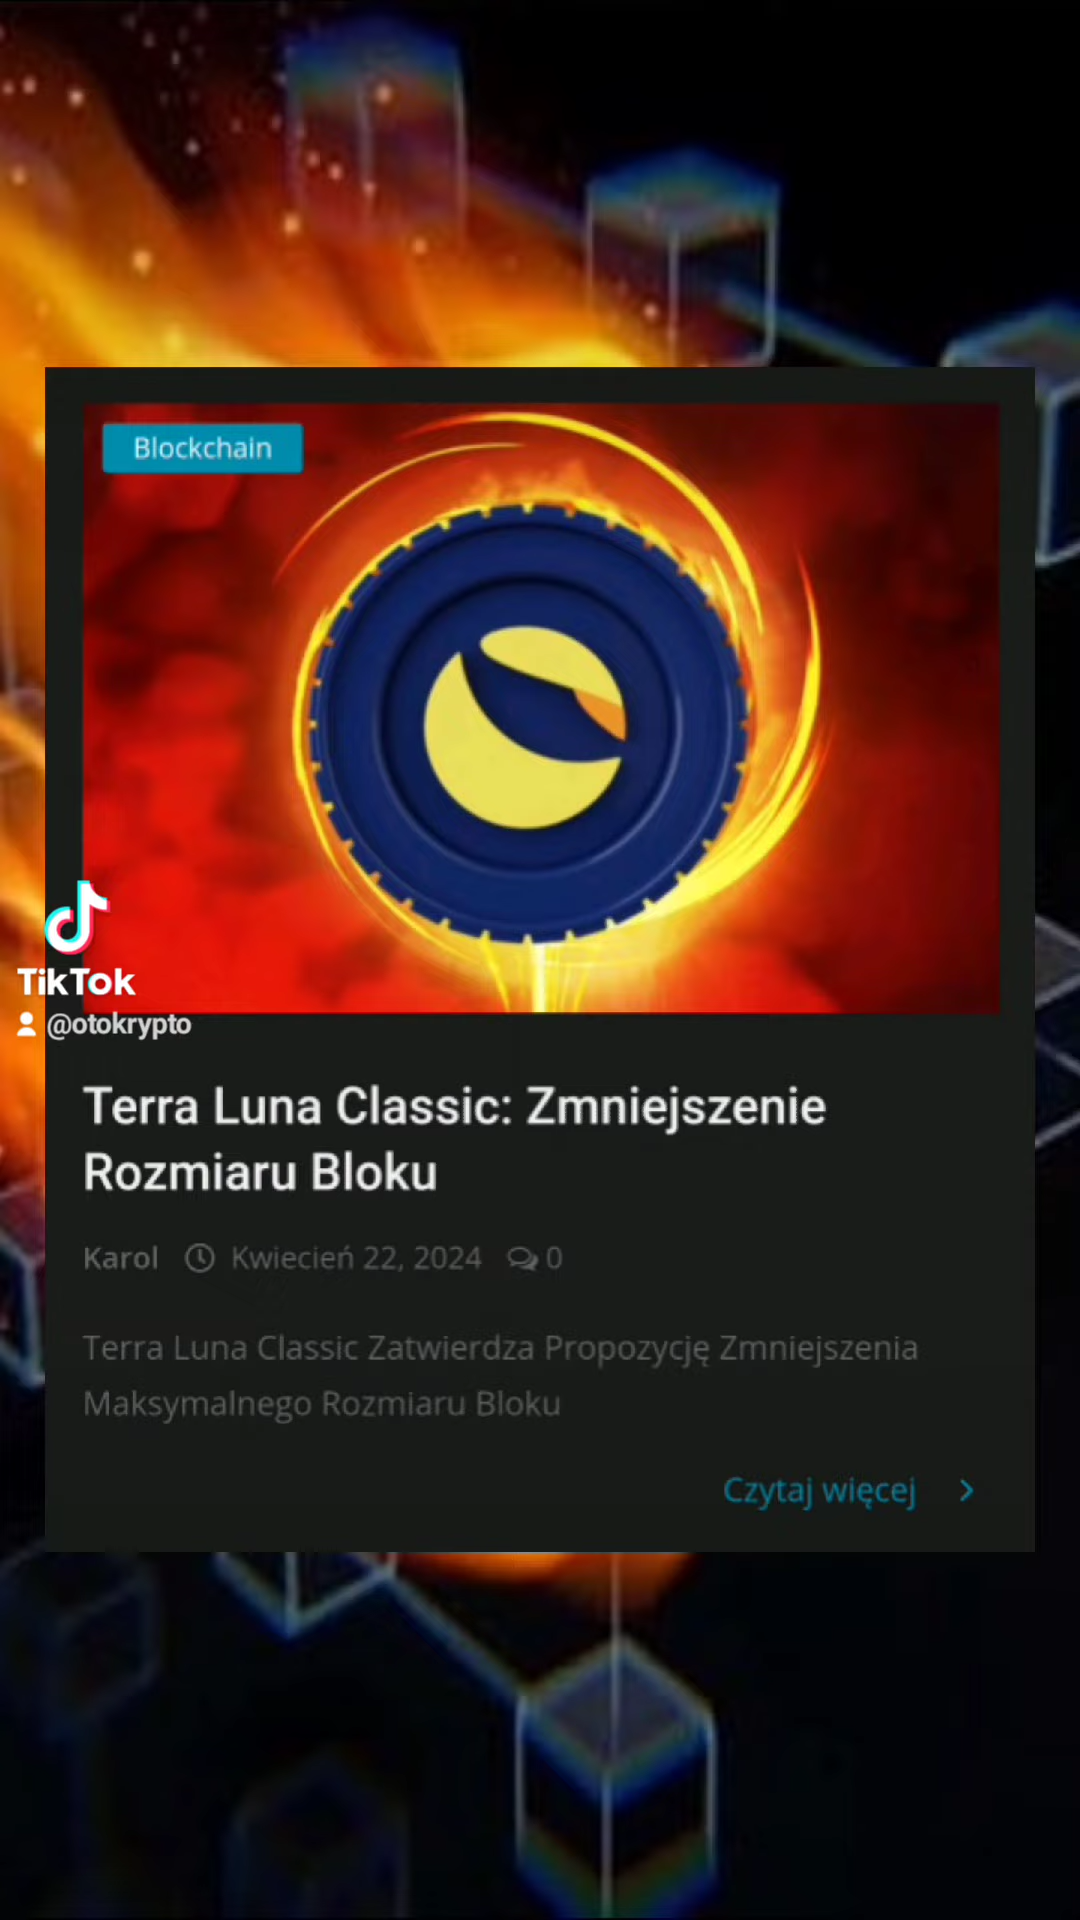 Blockchain
TikTok
@otokrypto
Terra Luna Classic: Zmniejszenie
Rozmiaru Bloku
Karol Kwiecień 22, 2024 0
Terra Luna Classic Zatwierdza Propozycję Zmniejszenia
Maksymalnego Rozmiaru Bloku
Czytaj więcej